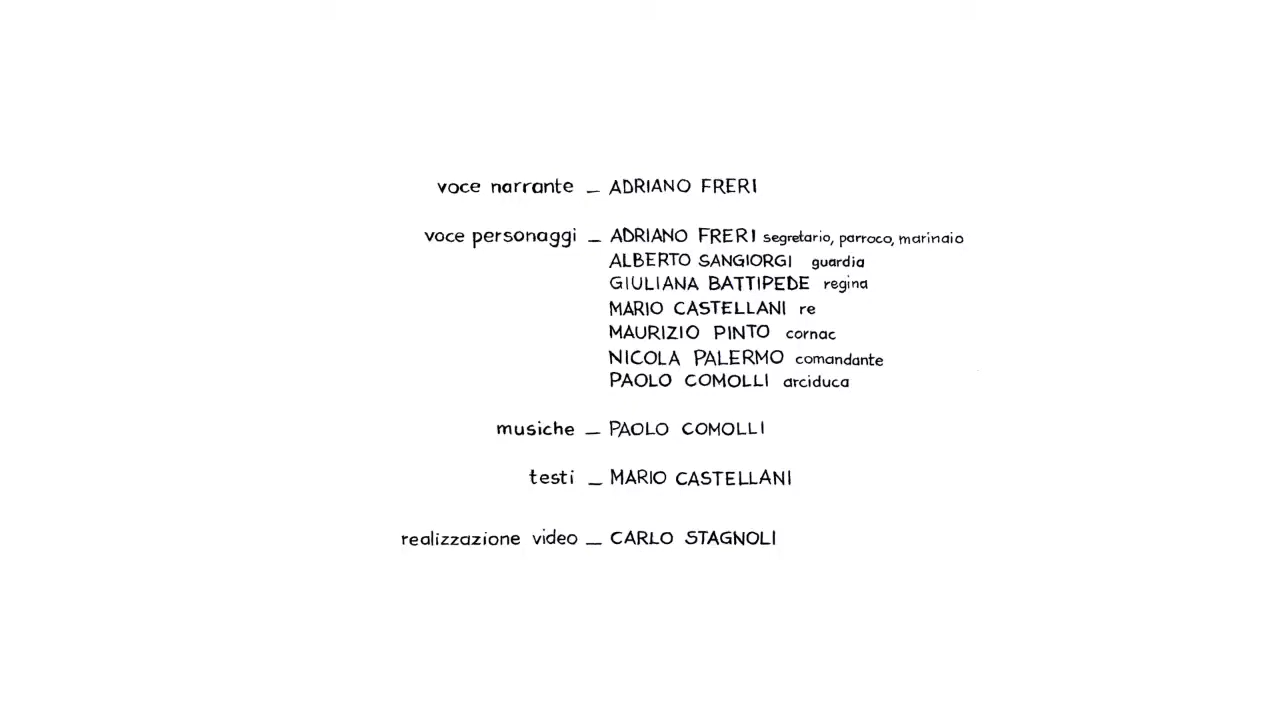 voce narrante _ ADRIANO FRERI
voce personaggi _ ADRIANO FRERI segretario, parroco, marinaio
ALBERTO SANGIORGI guardia
GIULIANA BATTIPEDE regina
MARIO CASTELLANI re
MAURIZIO PINTO cornac
NICOLA PALERMO comandante
PAOLO COMOLLI arciduca
musiche _ PAOLO COMOLLI
testi _ MARIO CASTELLANI
realizzazione video _ CARLO STAGNOLI